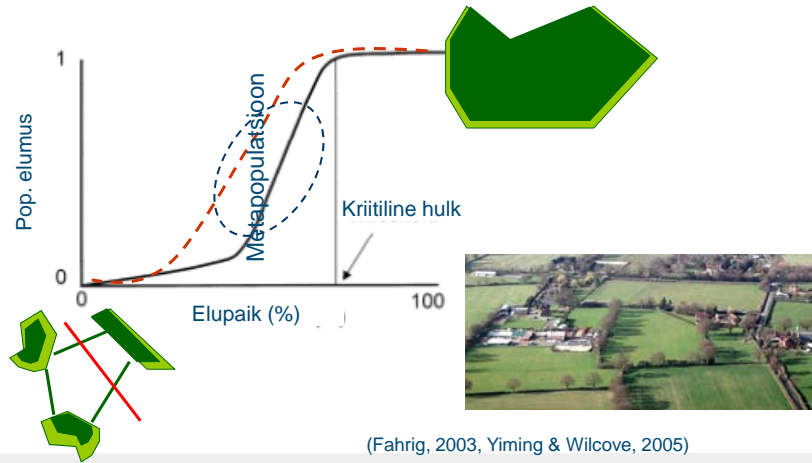 1
Pop. elumus
Metapopulatsioon
Kriitiline hulk
0
0
100
Elupaik (%)
(Fahrig, 2003, Yiming & Wilcove, 2005)